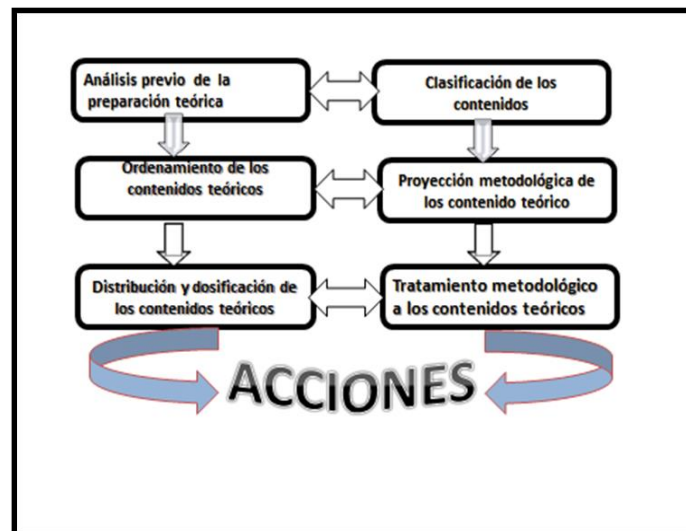 Análisis previo de la
preparación teórica
Clasificación de los
contenidos
Ordenamiento de los
contenidos teóricos
Proyección metodológica de
los contenido teórico
Distribución y dosificación de
los contenidos teóricos
Tratamiento metodológico
a los contenidos teóricos
ACCIONES